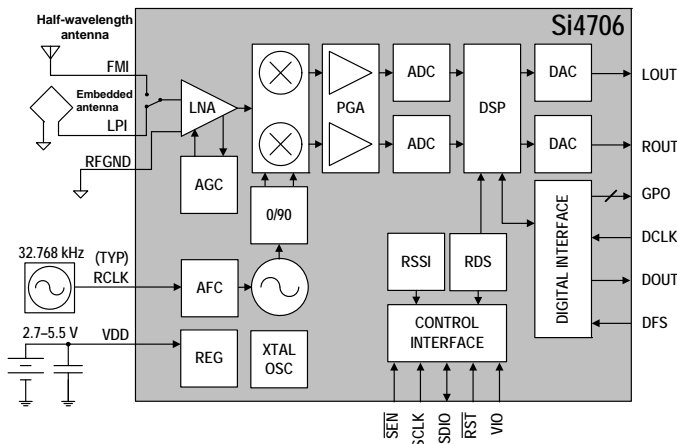 Si4706
Half-wavelength
antenna
FMI
Embedded
antenna
LPI
RFGND
LNA
AGC
0/90
PGA
ADC
ADC
DSP
DAC
DAC
LOUT
ROUT
GPO
DCLK
DOUT
DFS
DIGITAL INTERFACE
32.768 kHz
(TYP)
RCLK
AFC
RSSI
RDS
CONTROL
INTERFACE
2.7–5.5 V
VDD
REG
XTAL
OSC
SEN
SCLK
SDIO
RST
VIO